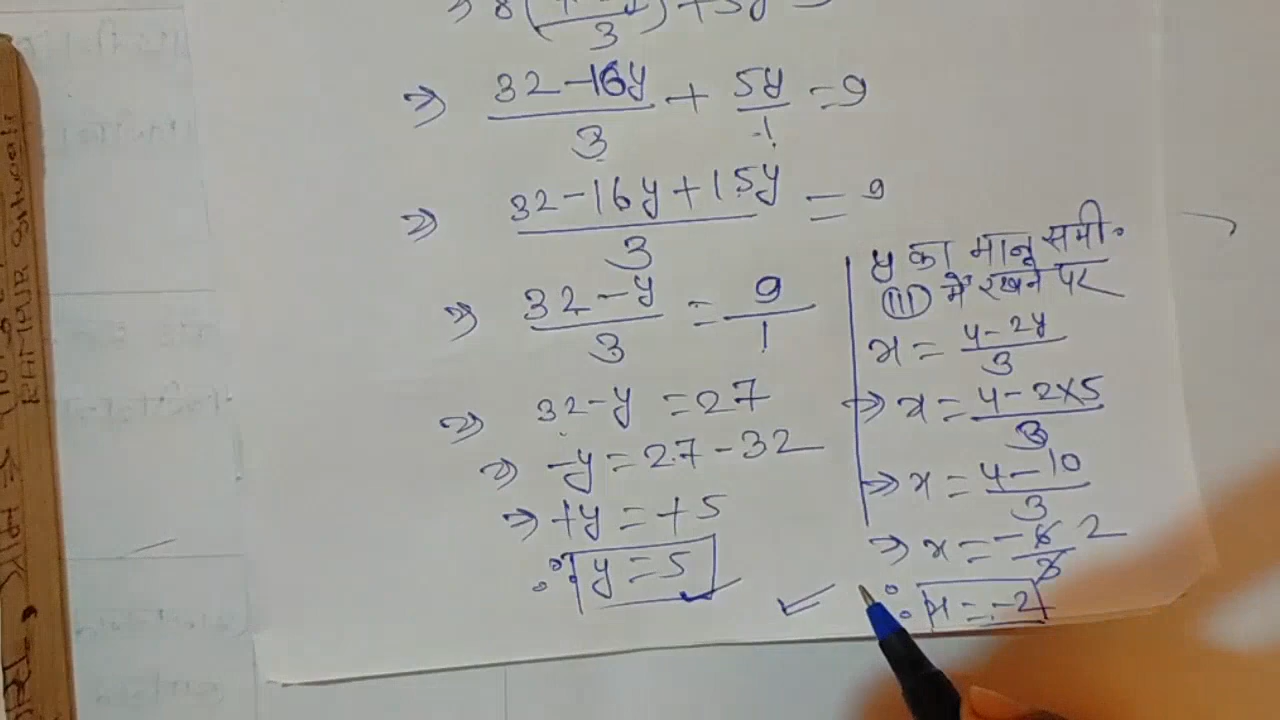 ⇒ 32-16y/3 + 5y/1 = 9
⇒ 32-16y+15y/3 = 9
⇒ 32-y/3 = 9/1
⇒ 32-y = 27
⇒ -y = 27-32
⇒ +y = +5
∴ y = 5
y का मान समी.
(III) में रखने पर
x = 4-2y/3
⇒ x = 4-2×5/3
⇒ x = 4-10/3
⇒ x = -6/3 2
∴ x = -2
RAMPUR